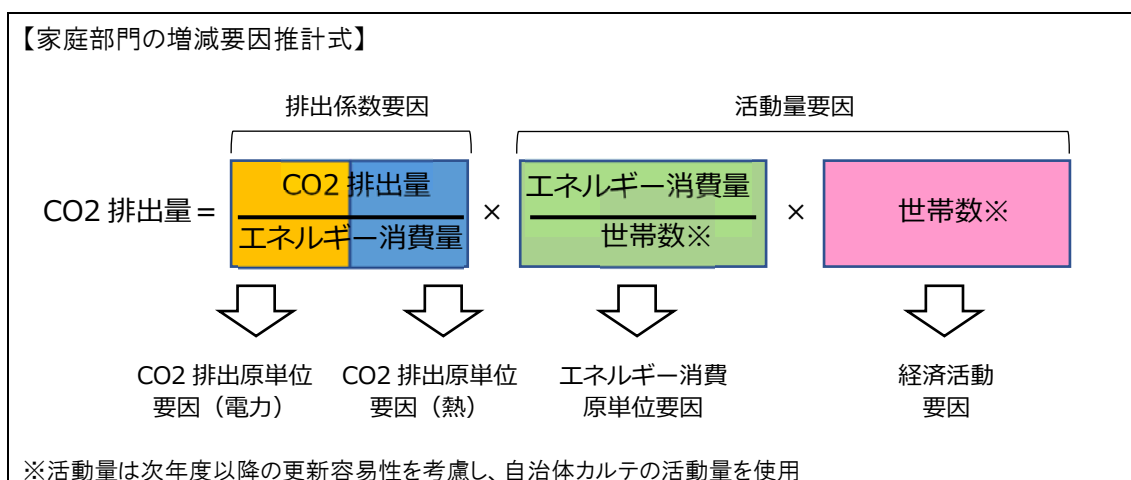 【家庭部門の増減要因推計式】
排出係数要因
活動量要因
CO2 排出量＝
CO2 排出量
エネルギー消費量
×
エネルギー消費量
世帯数※
×
世帯数※
CO2 排出原単位
要因（電力）
CO2 排出原単位
要因（熱）
エネルギー消費
原単位要因
経済活動
要因
※活動量は次年度以降の更新容易性を考慮し、自治体カルテの活動量を使用